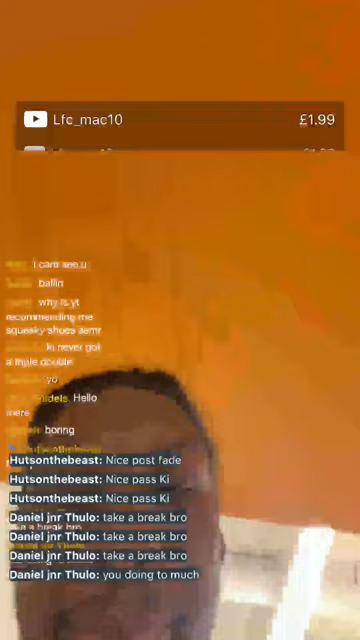 Lfc_mac10 £1.99
I cant see u
ballin
why is yt
recommending me
squeaky shoes asmr
ki never got
a triple double
yo
Hello
boring
Hutsonthebeast: Nice post fade
Hutsonthebeast: Nice pass Ki
Hutsonthebeast: Nice pass Ki
Daniel jnr Thulo: take a break bro
Daniel jnr Thulo: take a break bro
Daniel jnr Thulo: take a break bro
Daniel jnr Thulo: you doing to much